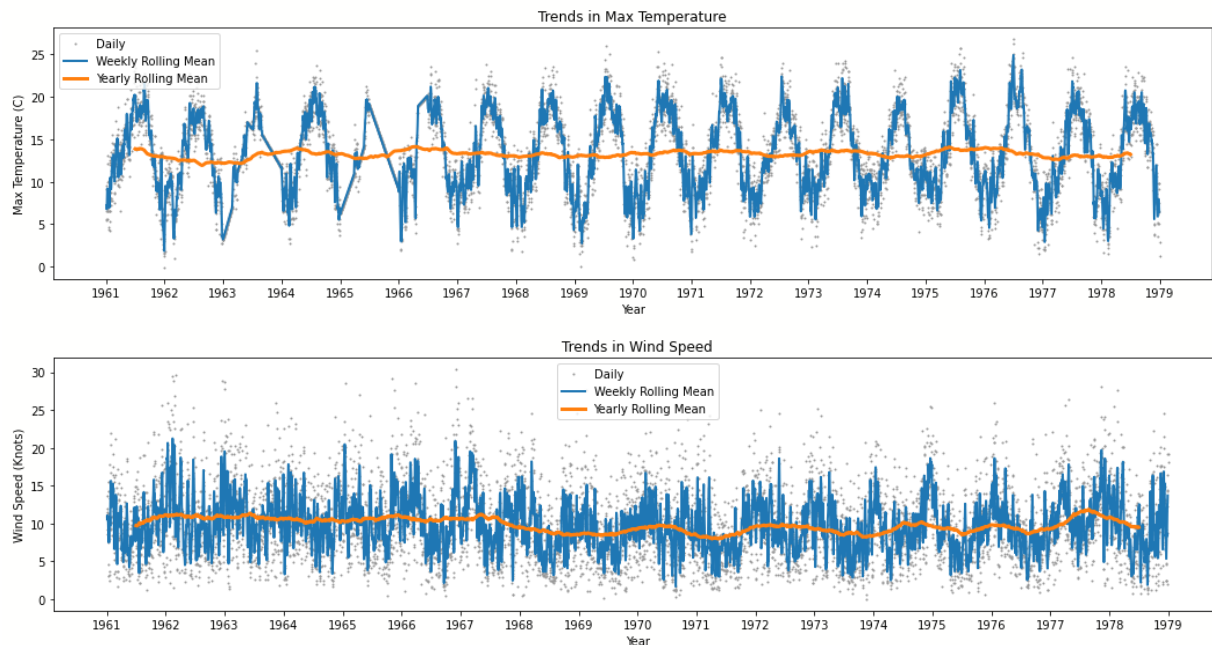 Trends in Max Temperature
Daily
Weekly Rolling Mean
Yearly Rolling Mean
Max Temperature (C)
25
20
15
10
5
0
1961 1962 1963 1964 1965 1966 1967 1968 1969 1970 1971 1972 1973 1974 1975 1976 1977 1978 1979
Year
Trends in Wind Speed
Daily
Weekly Rolling Mean
Yearly Rolling Mean
Wind Speed (Knots)
30
25
20
15
10
5
0
1961 1962 1963 1964 1965 1966 1967 1968 1969 1970 1971 1972 1973 1974 1975 1976 1977 1978 1979
Year